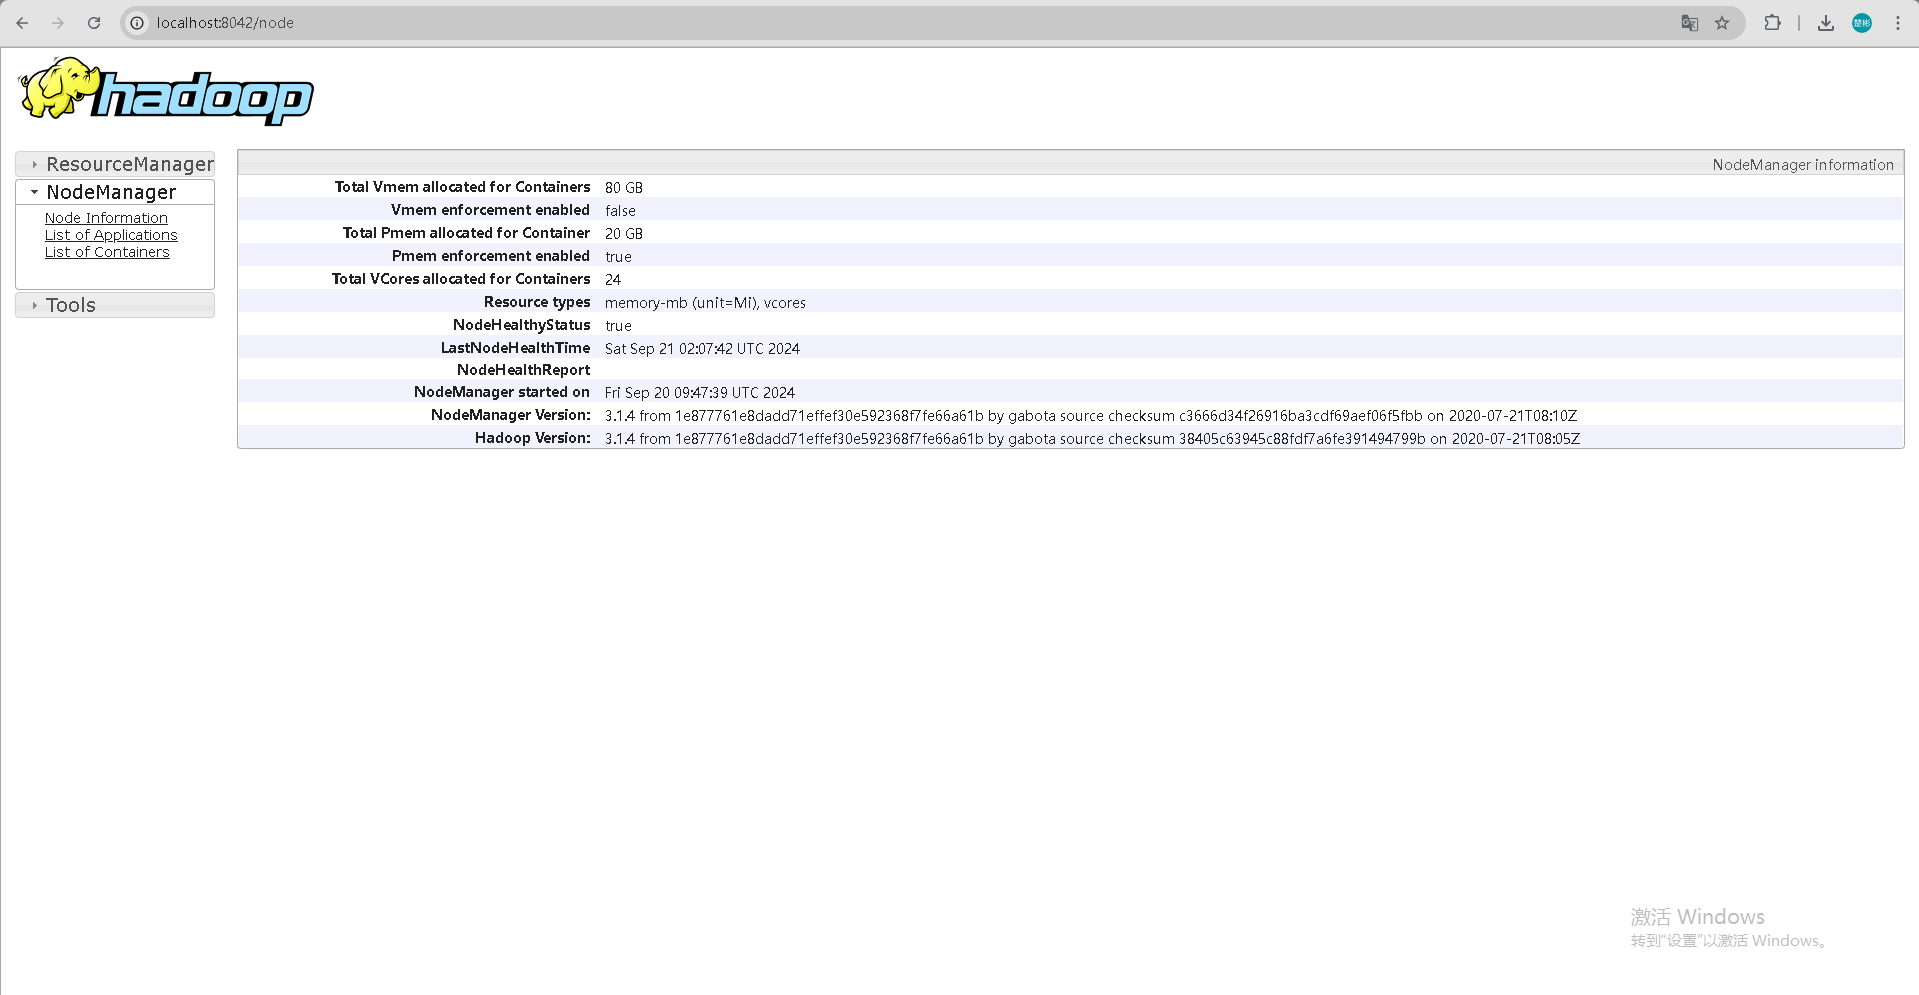 localhost:8042/node
楚彬
hadoop
ResourceManager
NodeManager
Node Information
List of Applications
List of Containers
Tools
NodeManager information
Total Vmem allocated for Containers 80 GB
Vmem enforcement enabled false
Total Pmem allocated for Container 20 GB
Pmem enforcement enabled true
Total VCores allocated for Containers 24
Resource types memory-mb (unit=Mi), vcores
NodeHealthyStatus true
LastNodeHealthTime Sat Sep 21 02:07:42 UTC 2024
NodeHealthReport
NodeManager started on Fri Sep 20 09:47:39 UTC 2024
NodeManager Version: 3.1.4 from 1e877761e8dadd71effef30e592368f7fe66a61b by gabota source checksum c3666d34f26916ba3cdf69aef06f5fbb on 2020-07-21T08:10Z
Hadoop Version: 3.1.4 from 1e877761e8dadd71effef30e592368f7fe66a61b by gabota source checksum 38405c63945c88fdf7a6fe391494799b on 2020-07-21T08:05Z
激活 Windows
转到“设置”以激活 Windows。